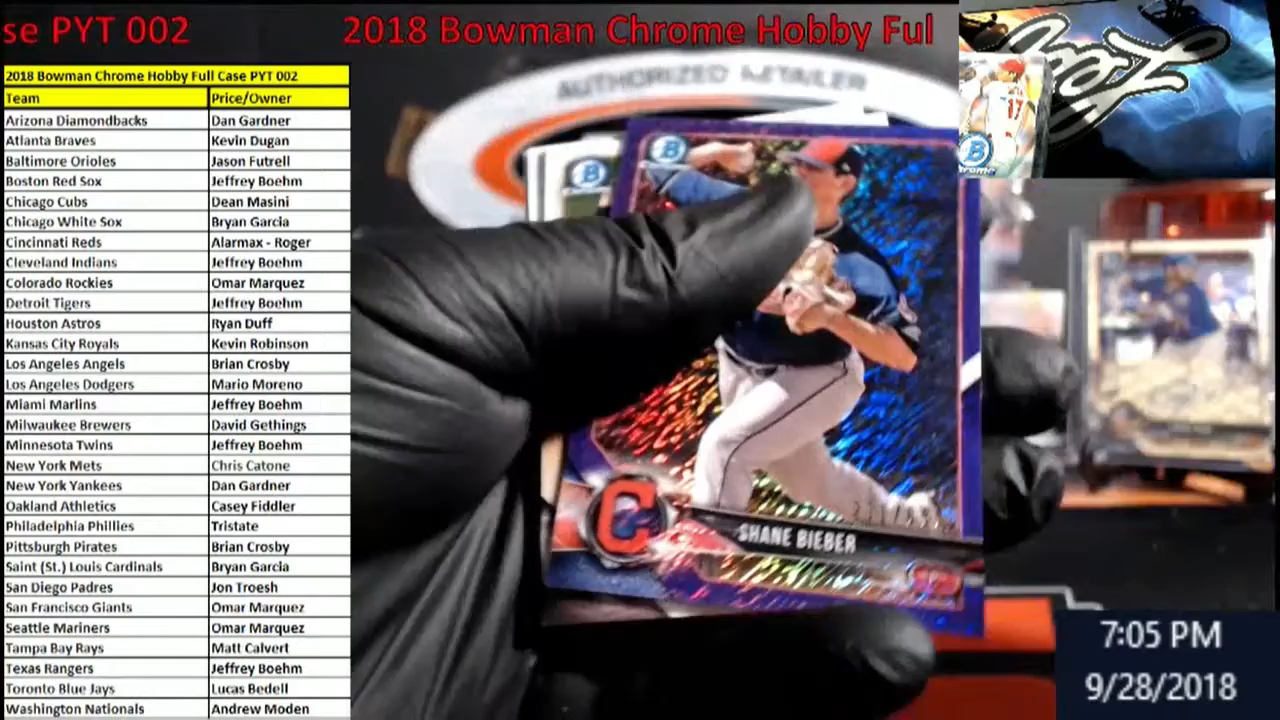 se PYT 002
2018 Bowman Chrome Hobby Ful
2018 Bowman Chrome Hobby Full Case PYT 002
Team Price/Owner
Arizona Diamondbacks Dan Gardner
Atlanta Braves Kevin Dugan
Baltimore Orioles Jason Futrell
Boston Red Sox Jeffrey Boehm
Chicago Cubs Dean Masini
Chicago White Sox Bryan Garcia
Cincinnati Reds Alarmax - Roger
Cleveland Indians Jeffrey Boehm
Colorado Rockies Omar Marquez
Detroit Tigers Jeffrey Boehm
Houston Astros Ryan Duff
Kansas City Royals Kevin Robinson
Los Angeles Angels Brian Crosby
Los Angeles Dodgers Mario Moreno
Miami Marlins Jeffrey Boehm
Milwaukee Brewers David Gethings
Minnesota Twins Jeffrey Boehm
New York Mets Chris Catone
New York Yankees Dan Gardner
Oakland Athletics Casey Fiddler
Philadelphia Phillies Tristate
Pittsburgh Pirates Brian Crosby
Saint (St.) Louis Cardinals Bryan Garcia
San Diego Padres Jon Troesh
San Francisco Giants Omar Marquez
Seattle Mariners Omar Marquez
Tampa Bay Rays Matt Calvert
Texas Rangers Jeffrey Boehm
Toronto Blue Jays Lucas Bedell
Washington Nationals Andrew Moden
AUTHORIZED RETAILER
B
B
C
SHANE BIEBER
17
B
7:05 PM
9/28/2018